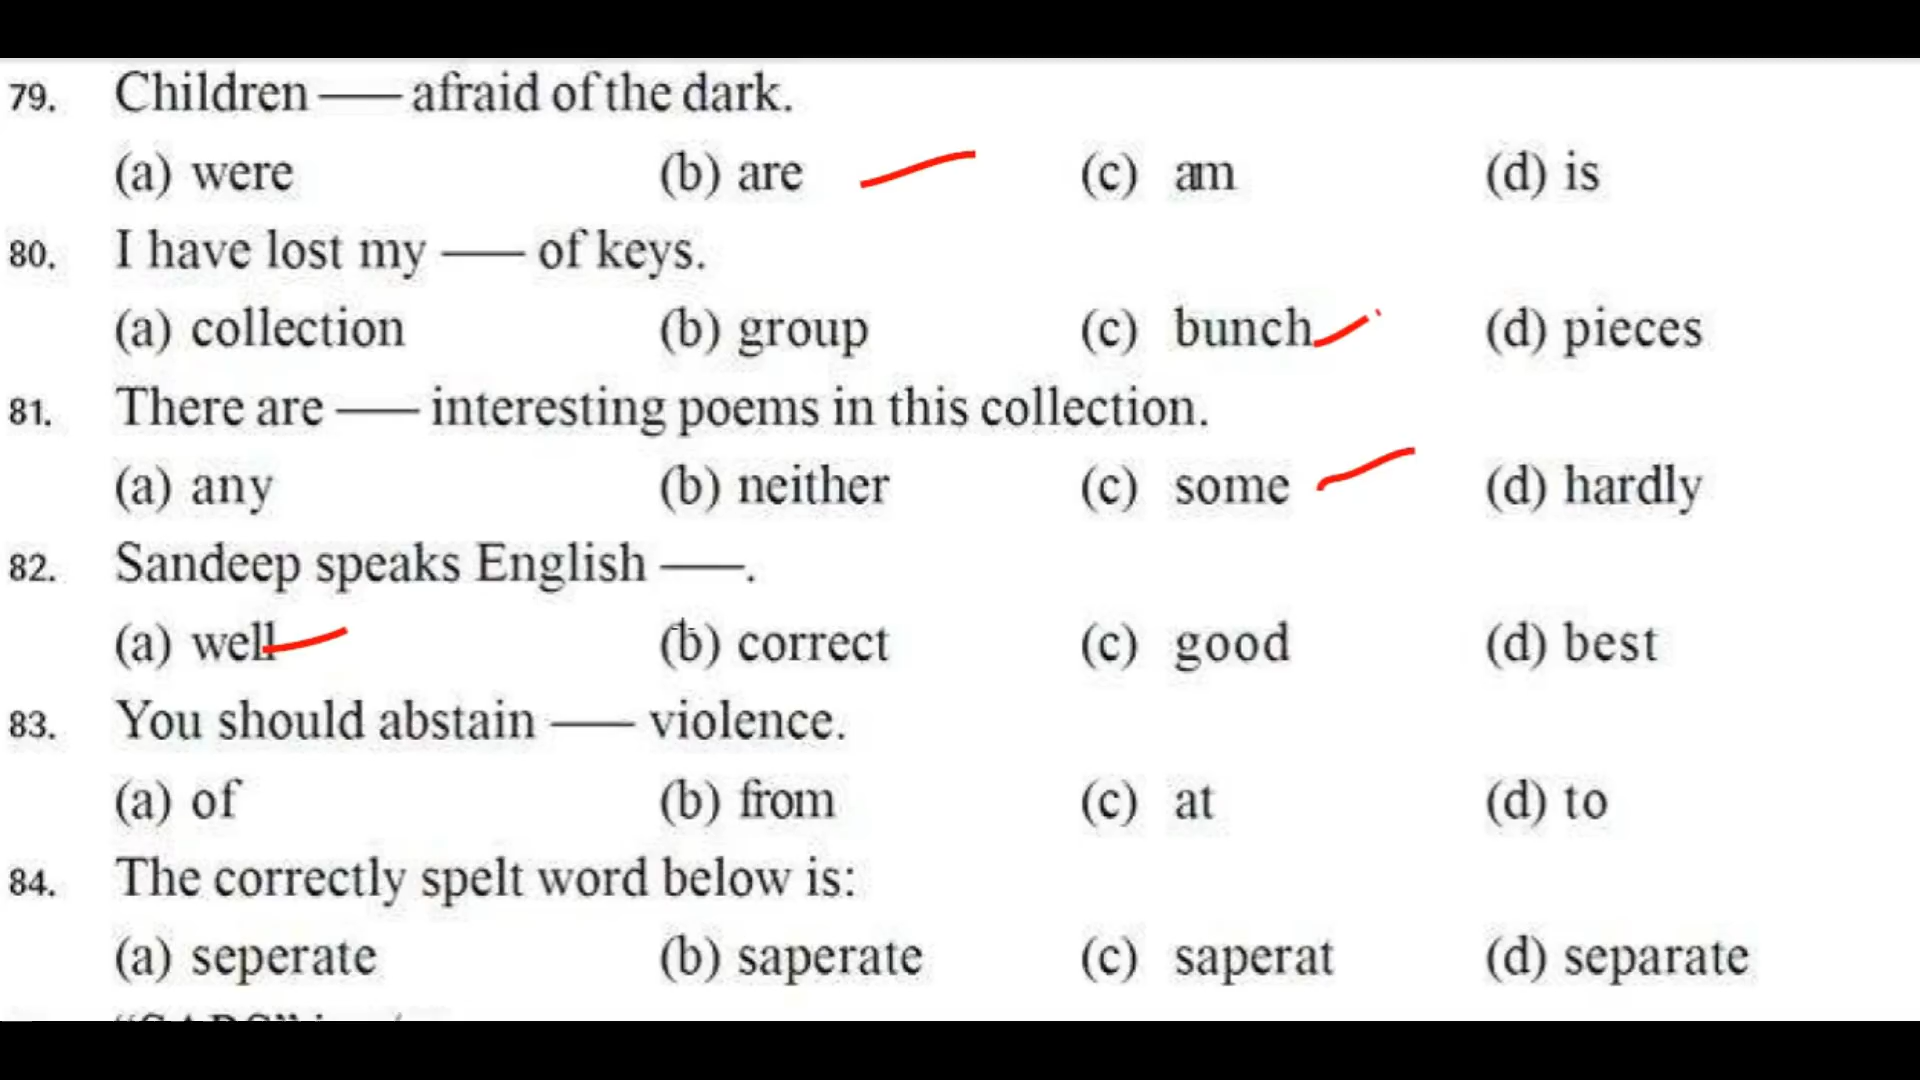 79. Children — afraid of the dark.
(a) were (b) are (c) am (d) is
80. I have lost my — of keys.
(a) collection (b) group (c) bunch (d) pieces
81. There are — interesting poems in this collection.
(a) any (b) neither (c) some (d) hardly
82. Sandeep speaks English —.
(a) well (b) correct (c) good (d) best
83. You should abstain — violence.
(a) of (b) from (c) at (d) to
84. The correctly spelt word below is:
(a) seperate (b) saperate (c) saperat (d) separate